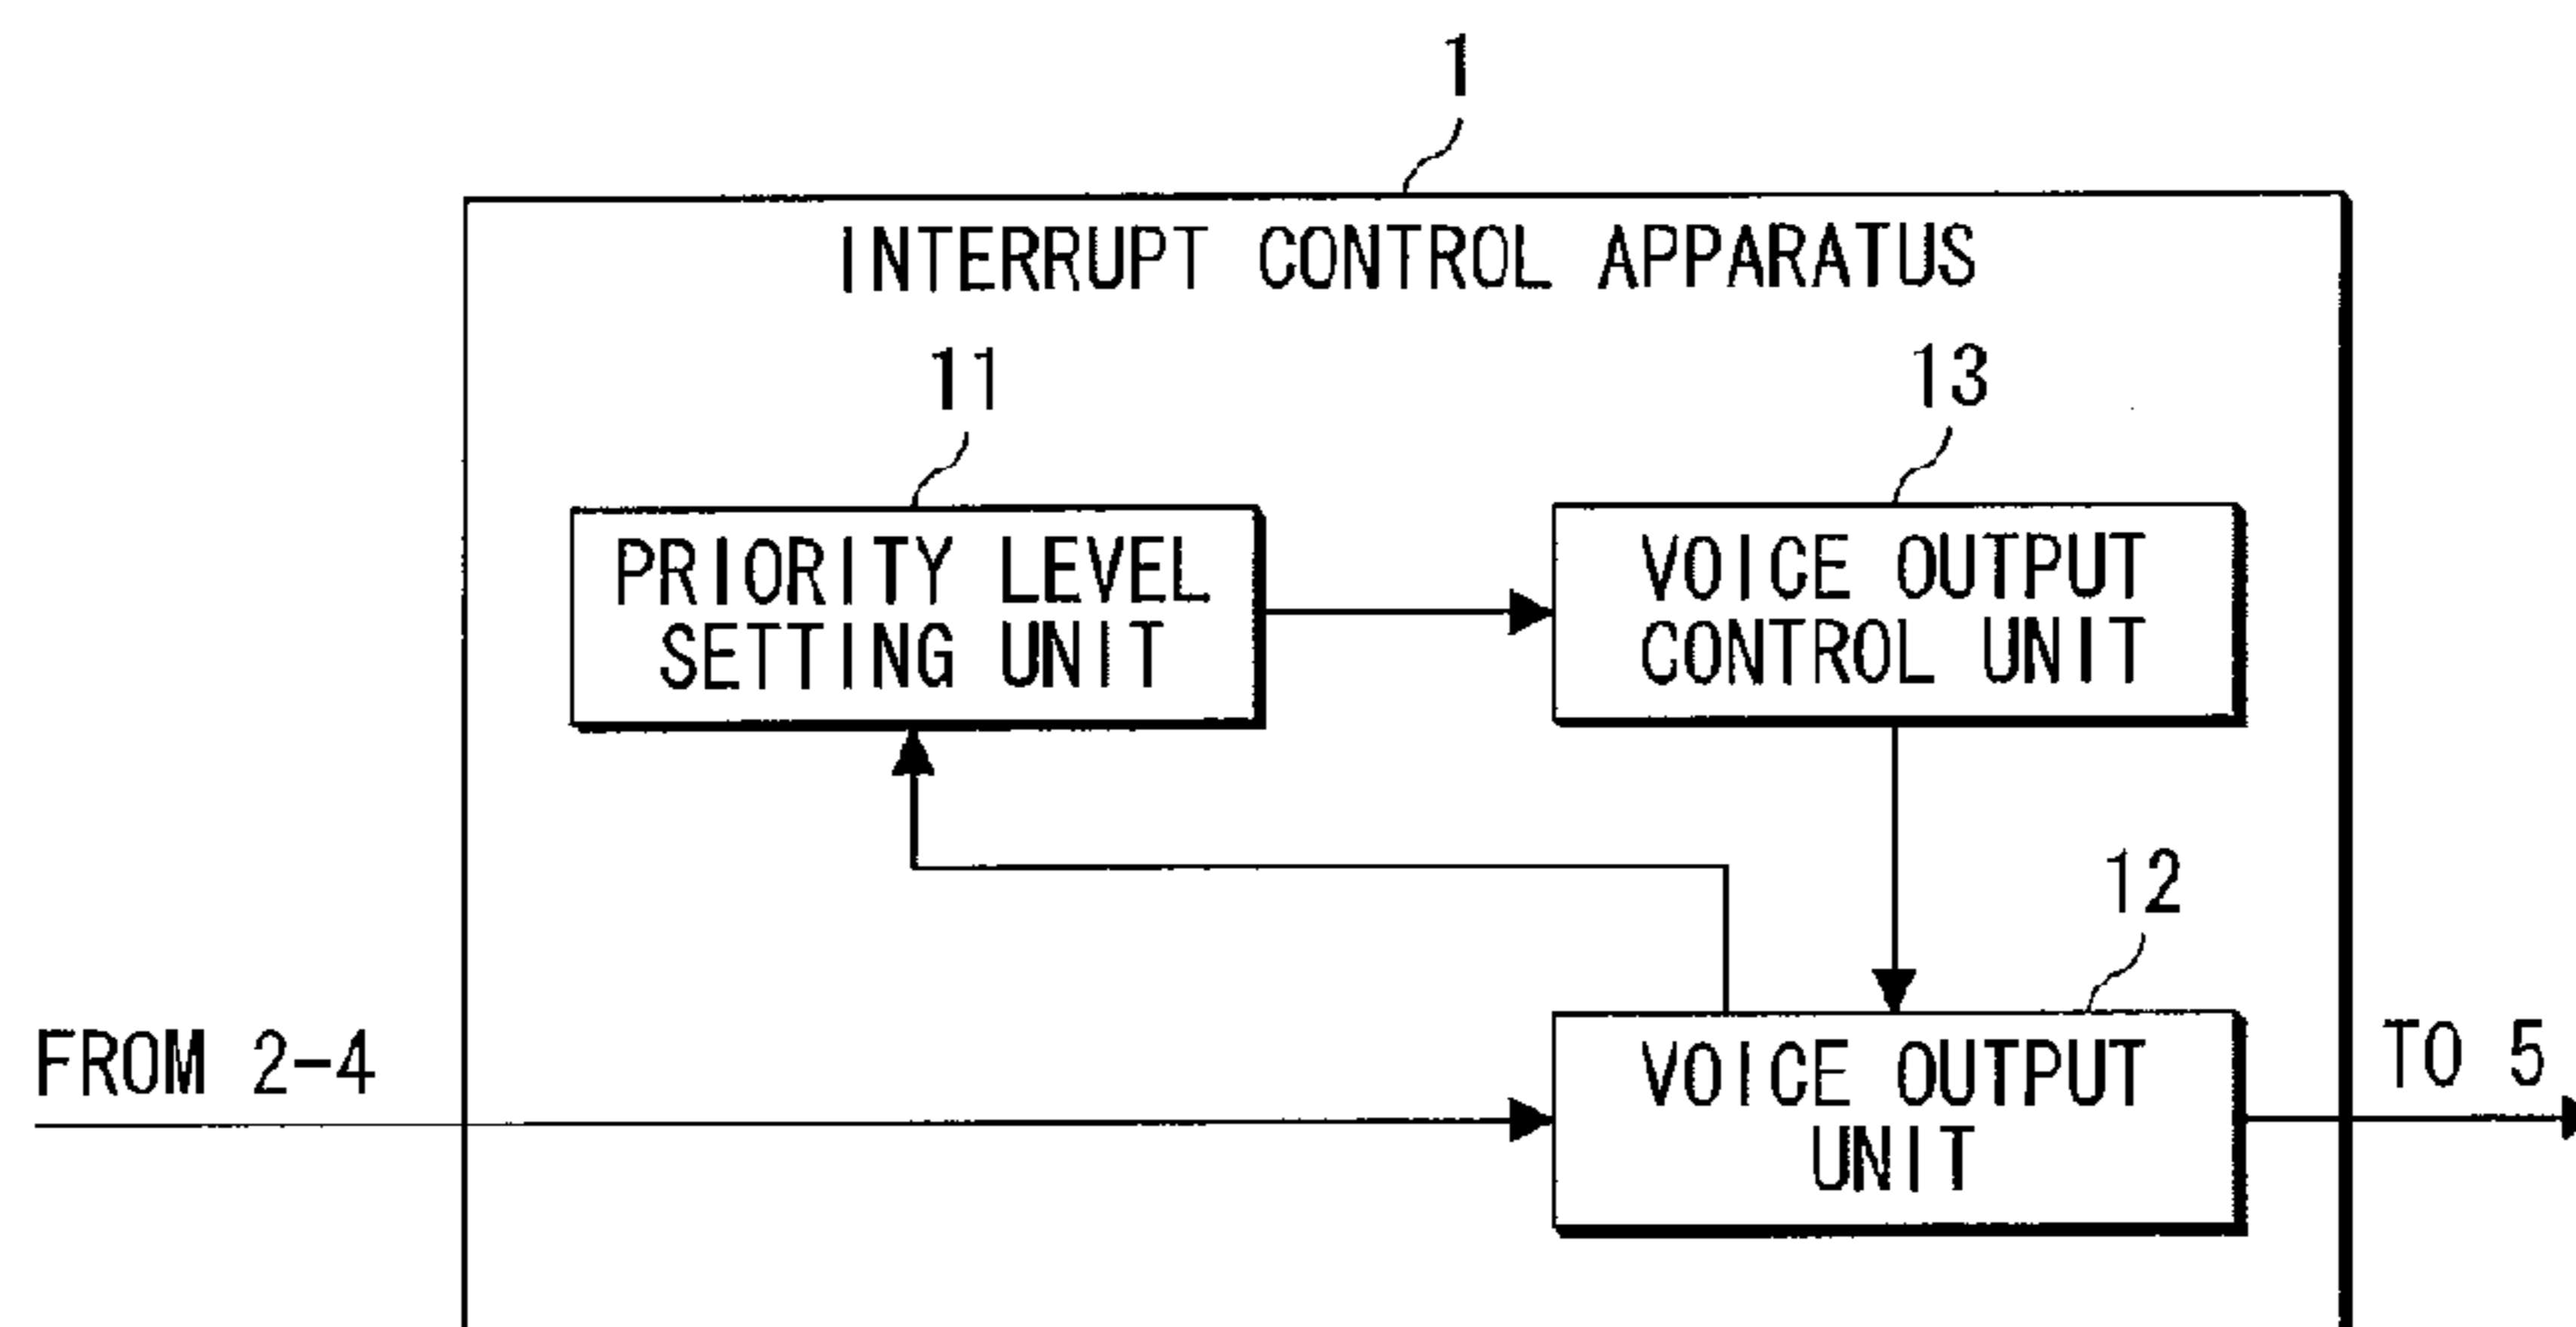 1
INTERRUPT CONTROL APPARATUS
11
13
PRIORITY LEVEL
SETTING UNIT
VOICE OUTPUT
CONTROL UNIT
12
FROM 2-4
VOICE OUTPUT
UNIT
TO 5